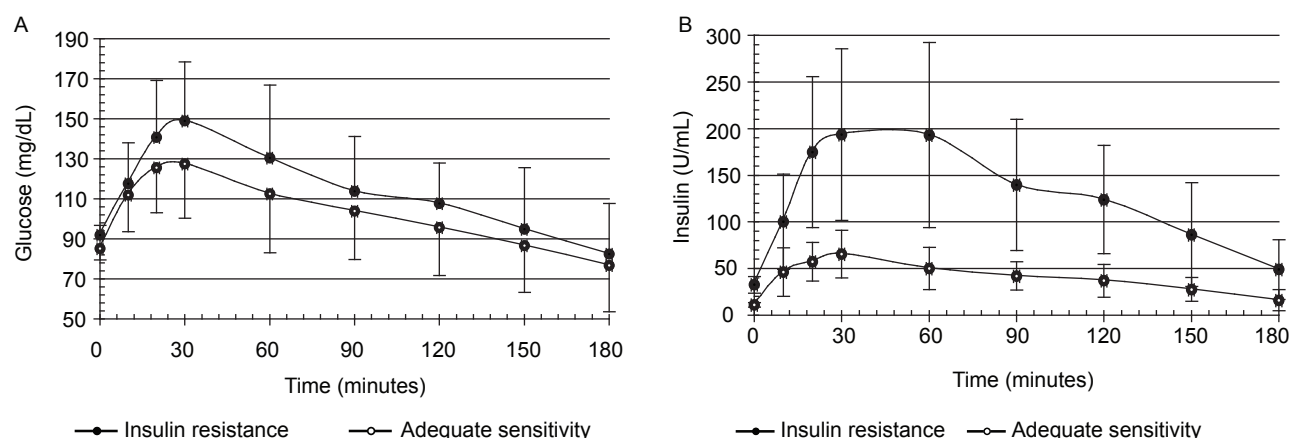 A
190
170
150
130
110
90
70
50
Glucose (mg/dL)
0 30 60 90 120 150 180
Time (minutes)
Insulin resistance Adequate sensitivity
B
300
250
200
150
100
50
0
Insulin (U/mL)
0 30 60 90 120 150 180
Time (minutes)
Insulin resistance Adequate sensitivity